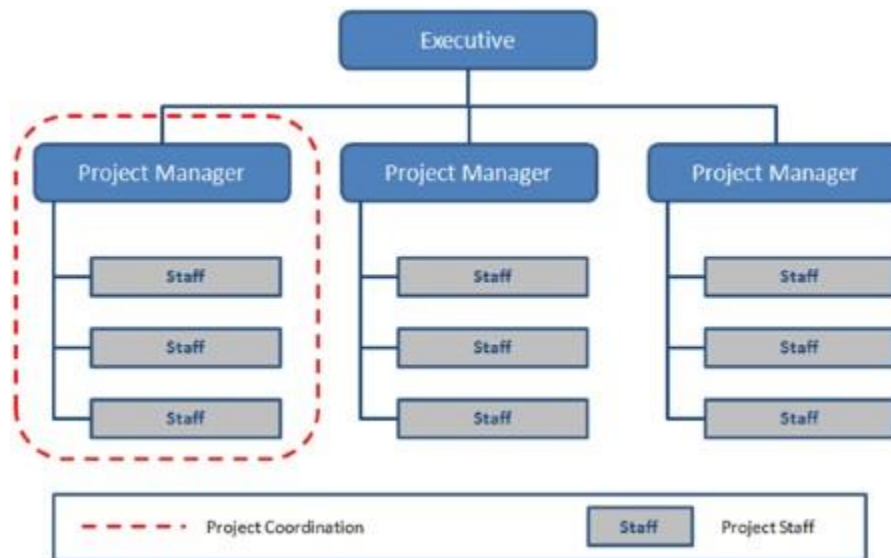 Executive
Project Manager Project Manager Project Manager
Staff Staff Staff
Staff Staff Staff
Staff Staff Staff
Project Coordination Staff Project Staff